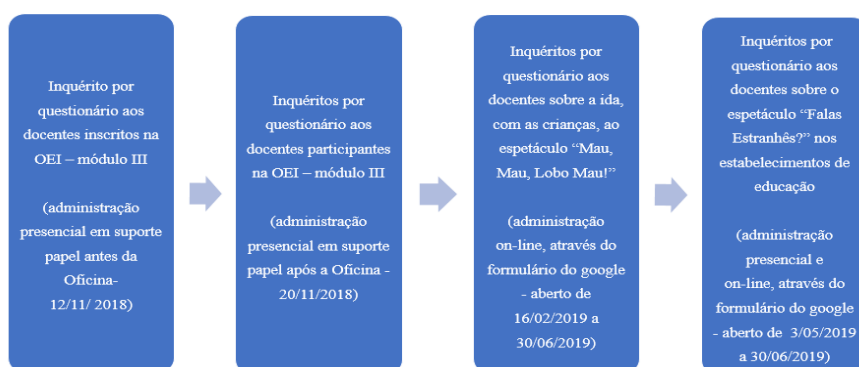 Inquérito por
questionário aos
docentes inscritos na
OEI – módulo III
(administração
presencial em suporte
papel antes da
Oficina-
12/11/ 2018)
Inquéritos por
questionário aos
docentes participantes
na OEI – módulo III
(administração
presencial em suporte
papel após a Oficina -
20/11/2018)
Inquéritos por
questionário aos
docentes sobre a ida,
com as crianças, ao
espetáculo “Mau,
Mau, Lobo Mau!”
(administração
on-line, através do
formulário do google
- aberto de
16/02/2019 a
30/06/2019)
Inquéritos por
questionário aos
docentes sobre o
espetáculo “Falas
Estranhês?” nos
estabelecimentos de
educação
(administração
presencial e
on-line, através do
formulário do google
- aberto de  3/05/2019
a 30/06/2019)